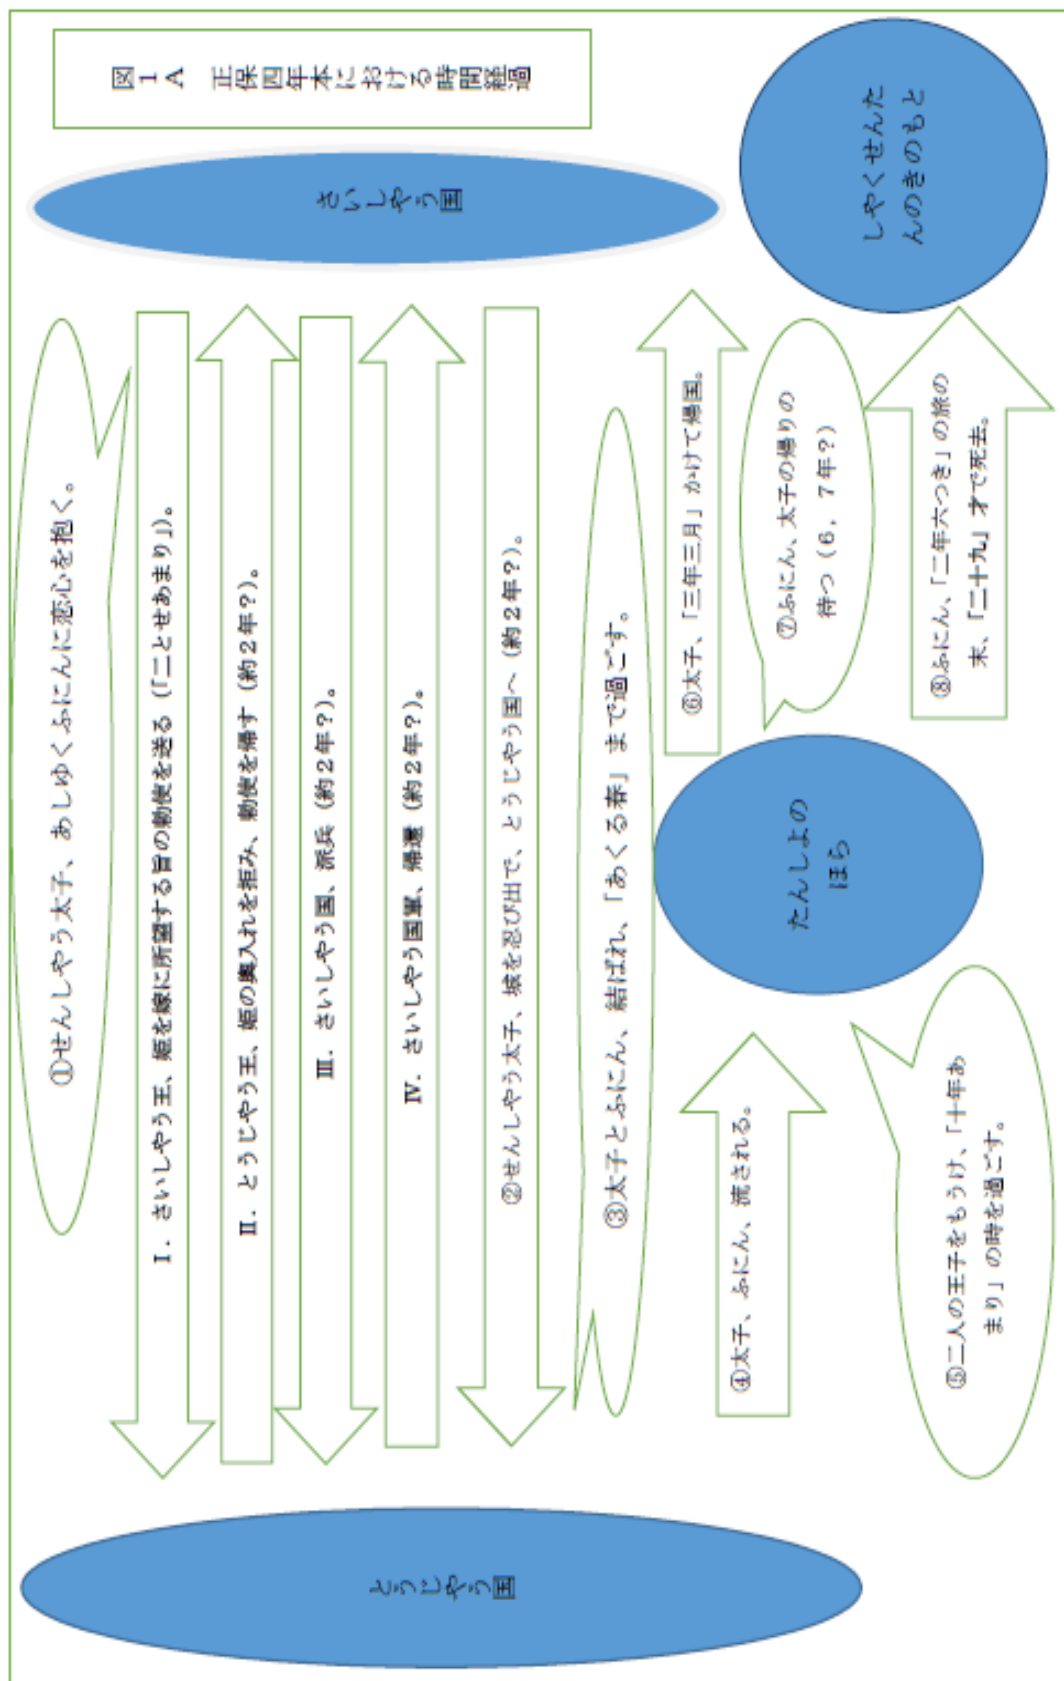 図1A　正保四年本における時間経過
さいしやう国
しやくせんた
んのきのもと
①せんしやう太子、あしゆくふにんに恋心を抱く。
Ⅰ．さいしやう王、姫を嫁に所望する旨の勅使を送る（「二とせあまり」）。
Ⅱ．とうじやう王、姫の輿入れを拒み、勅使を帰す（約２年？）。
Ⅲ．さいしやう国、派兵（約２年？）。
Ⅳ．さいしやう国軍、帰還（約２年？）。
②せんしやう太子、城を忍び出で、とうじやう国へ（約２年？）。
③太子とふにん、結ばれ、「あくる春」まで過ごす。
④太子、ふにん、流される。
たんしよの
ほら
⑤二人の王子をもうけ、「十年あ
まり」の時を過ごす。
⑥太子、「三年三月」かけて帰国。
⑦ふにん、太子の帰りの
待つ（６，７年？）
⑧ふにん、「二年六つき」の旅の
末、「二十九」才で死去。
とうじやう国